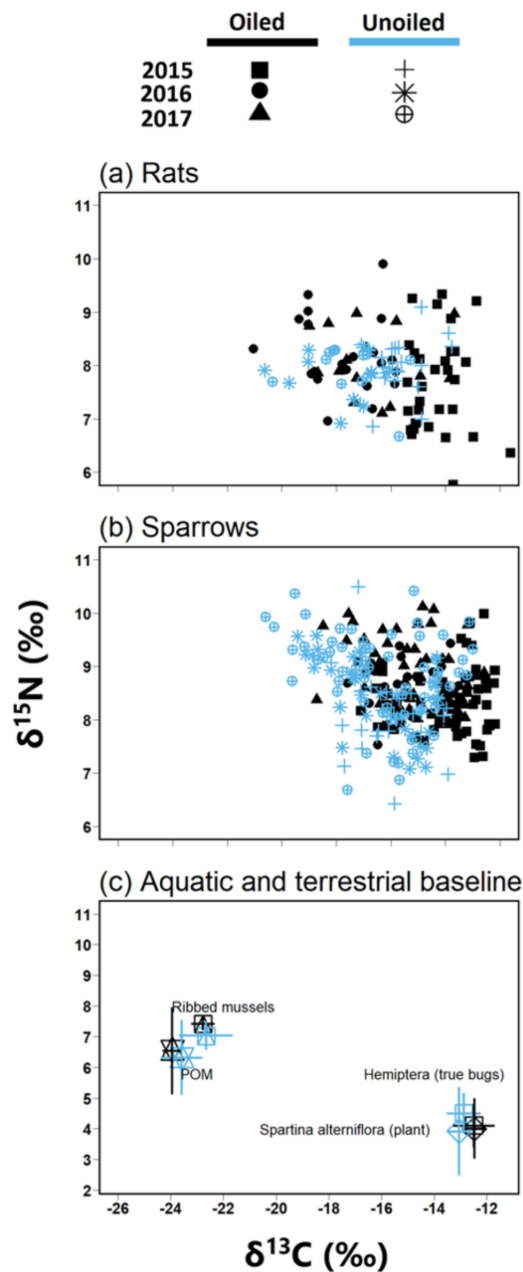 Oiled Unoiled
2015
2016
2017
(a) Rats
11
10
9
8
7
6
(b) Sparrows
11
10
9
8
7
6
δ15N (‰)
(c) Aquatic and terrestrial baseline
11
10
9
8
7
6
5
4
3
2
Ribbed mussels
POM
Hemiptera (true bugs)
Spartina alterniflora (plant)
-26 -24 -22 -20 -18 -16 -14 -12
δ13C (‰)